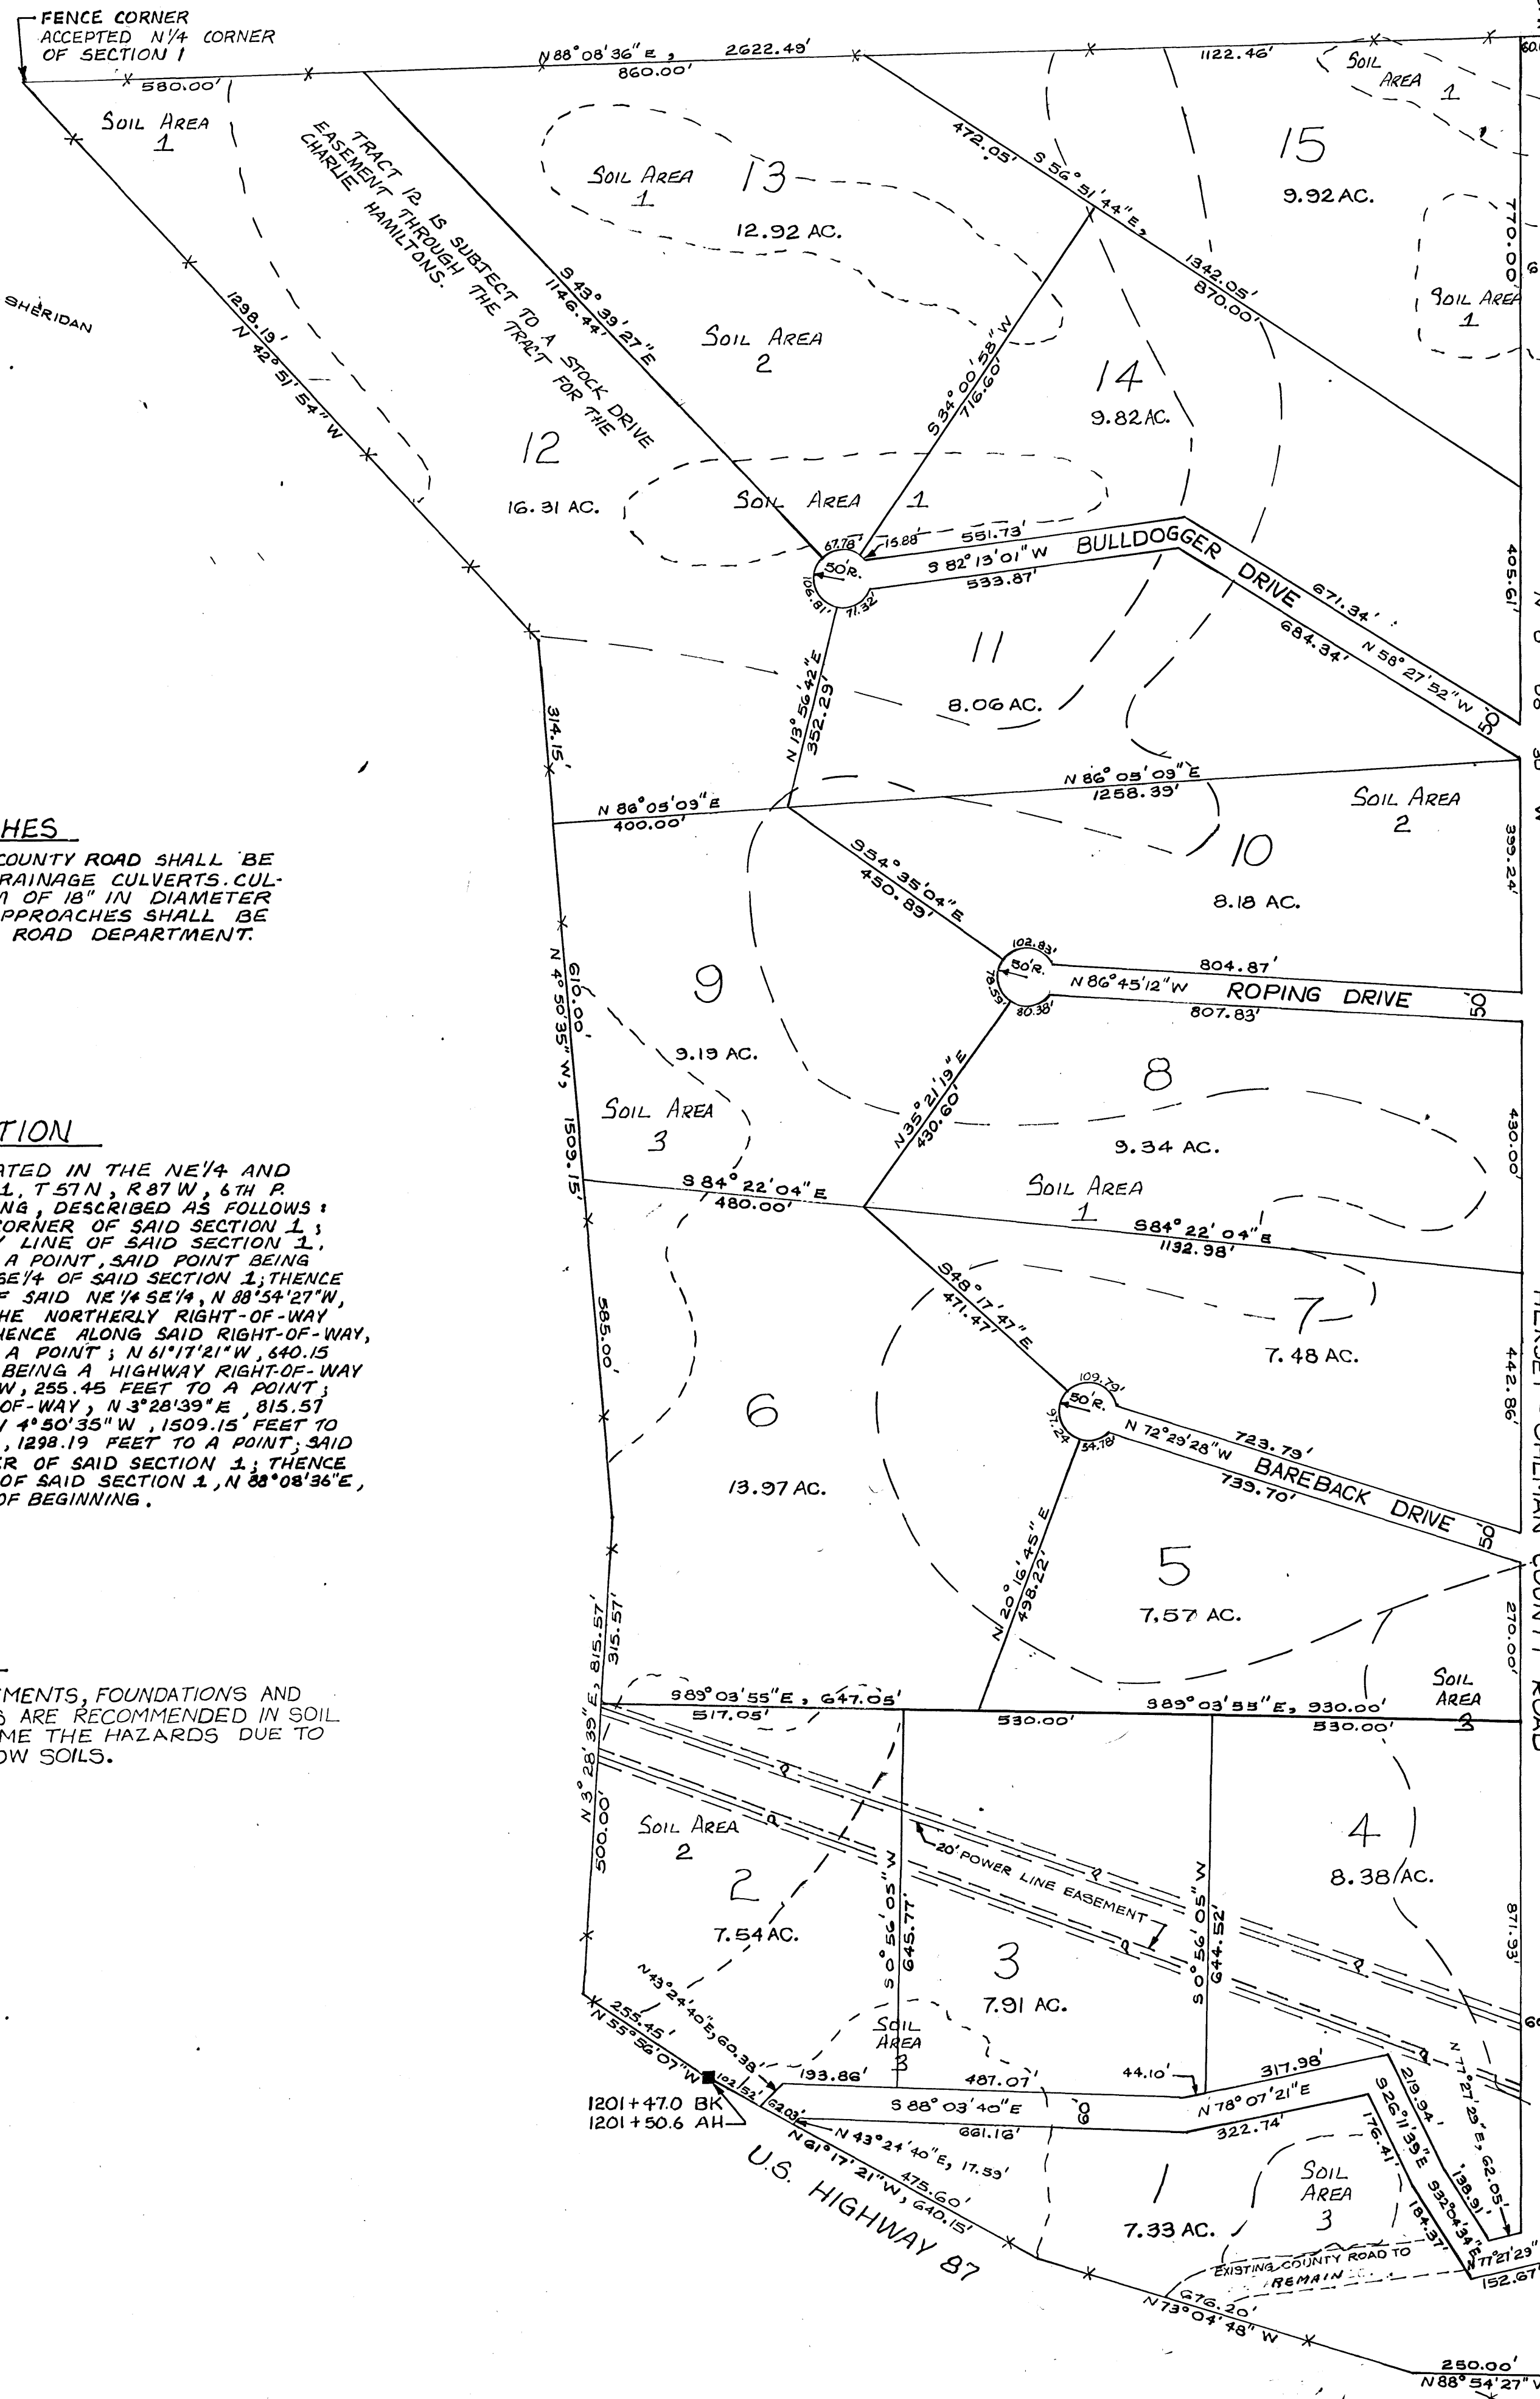 FENCE CORNER
ACCEPTED N 1/4 CORNER
OF SECTION 1
N 88° 08' 36" E, 2622.49'
580.00'
860.00'
1122.46'
SOIL AREA
1
SOIL AREA
1
TRACT 12 IS SUBJECT TO A STOCK DRIVE
EASEMENT THROUGH THE TRACT FOR THE
CHARLIE HAMILTONS.
SOIL AREA
1
13
12.92 AC.
472.05'
S 56° 51' 44" E,
1342.05'
870.00'
15
9.92 AC.
770.00'
SOIL AREA
1
SHERIDAN
1298.19'
N 42° 51' 54" W
S 43° 39' 27" E
1146.44'
SOIL AREA
2
S 34° 00' 58" W
716.60'
14
9.82 AC.
12
16.31 AC.
SOIL AREA 1
67.78'
15.88'
551.73'
S 82° 13' 01" W
533.87'
BULLDOGGER DRIVE
50'R.
106.81'
71.32'
671.34'
684.34'
N 58° 27' 52" W
50'
405.61'
11
8.06 AC.
N 13° 56' 42" E
352.29'
314.15'
N 86° 05' 09" E
400.00'
N 86° 05' 09" E
1258.39'
SOIL AREA
2
HES
COUNTY ROAD SHALL BE
RAINAGE CULVERTS. CUL-
OF 18" IN DIAMETER
PPROACHES SHALL BE
ROAD DEPARTMENT.
10
8.18 AC.
399.24'
S 54° 35' 04" E
450.89'
102.83'
50'R.
78.59'
80.38'
804.87'
N 86° 45' 12" W
ROPING DRIVE
807.83'
50'
9
9.19 AC.
610.00'
N 4° 50' 35" W, 1509.15'
SOIL AREA
3
N 35° 21' 19" E
430.60'
8
9.34 AC.
430.00'
TION
ATED IN THE NE1/4 AND
1, T 57 N, R 87 W, 6TH P.
NG, DESCRIBED AS FOLLOWS:
CORNER OF SAID SECTION 1;
LINE OF SAID SECTION 1,
A POINT, SAID POINT BEING
SE1/4 OF SAID SECTION 1; THENCE
F SAID NE1/4 SE1/4, N 88°54'27"W,
HE NORTHERLY RIGHT-OF-WAY
HENCE ALONG SAID RIGHT-OF-WAY,
A POINT; N 61°17'21"W, 640.15
BEING A HIGHWAY RIGHT-OF-WAY
W, 255.45 FEET TO A POINT;
OF-WAY, N 3°28'39"E, 815.57
4°50'35"W, 1509.15 FEET TO
, 1298.19 FEET TO A POINT; SAID
ER OF SAID SECTION 1; THENCE
OF SAID SECTION 1, N 88°08'36"E,
OF BEGINNING.
S 84° 22' 04" E
480.00'
SOIL AREA
1
S 84° 22' 04" E
1132.98'
S 48° 17' 47" E
471.47'
7
7.48 AC.
442.86'
585.00'
6
13.97 AC.
109.79'
50'R.
97.24
54.78'
N 72° 29' 28" W
723.79'
BAREBACK DRIVE
739.70'
50'
HERSEY - POHLMAN COUNTY ROAD
N 20° 16' 45" E
498.22'
5
7.57 AC.
270.00'
SOIL
AREA
3
EMENTS, FOUNDATIONS AND
S ARE RECOMMENDED IN SOIL
ME THE HAZARDS DUE TO
OW SOILS.
N 3° 28' 39" E, 815.57'
315.57'
S 89° 03' 55" E, 647.05'
517.05'
530.00'
S 89° 03' 55" E, 930.00'
530.00'
500.00'
SOIL AREA
2
2
7.54 AC.
S 0° 56' 05" W
645.77'
20' POWER LINE EASEMENT
3
7.91 AC.
S 0° 56' 05" W
644.52'
4
8.38 AC.
871.93'
N 43° 24' 40" E, 60.38'
255.45'
N 55° 56' 07" W
102.52'
62.03'
SOIL
AREA
3
193.86'
487.07'
44.10'
317.98'
S 88° 03' 40" E
661.16'
60'
N 78° 07' 21" E
322.74'
219.94'
S 26° 11' 39" E
176.41'
N 77° 27' 29" E, 62.05'
138.91'
S 32° 04' 34" E
184.37'
1201+47.0 BK
1201+50.6 AH
N 43° 24' 40" E, 17.59'
475.60'
N 61° 17' 21" W, 640.15'
U.S. HIGHWAY 87
1
7.33 AC.
SOIL
AREA
3
EXISTING COUNTY ROAD TO
REMAIN
N 77° 21' 29"
152.67'
676.20'
N 73° 04' 48" W
250.00'
N 88° 54' 27" W